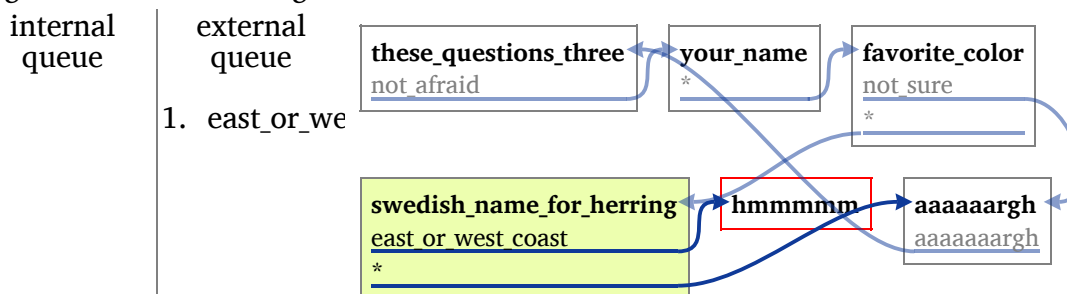 internal
queue
external
queue
1. east_or_we
these_questions_three
not_afraid
your_name
*
favorite_color
not_sure
*
swedish_name_for_herring
east_or_west_coast
*
hmmmmm
aaaaaargh
aaaaaaargh